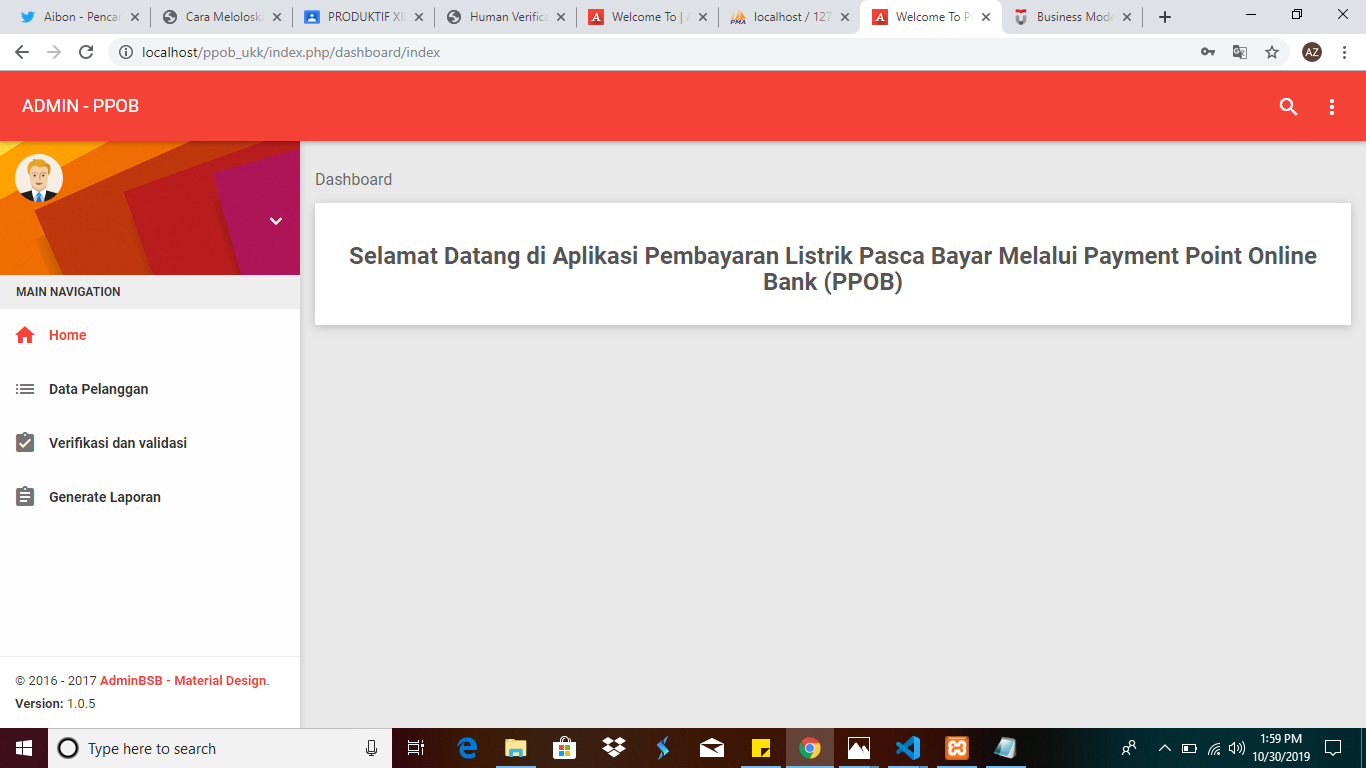 Aibon - Pencar
Cara Meloloska
PRODUKTIF XI
Human Verifica
Welcome To | A
localhost / 127
Welcome To P
Business Mode
localhost/ppob_ukk/index.php/dashboard/index
AZ
ADMIN - PPOB
Dashboard
Selamat Datang di Aplikasi Pembayaran Listrik Pasca Bayar Melalui Payment Point Online
Bank (PPOB)
MAIN NAVIGATION
Home
Data Pelanggan
Verifikasi dan validasi
Generate Laporan
© 2016 - 2017 AdminBSB - Material Design.
Version: 1.0.5
Type here to search
1:59 PM
10/30/2019